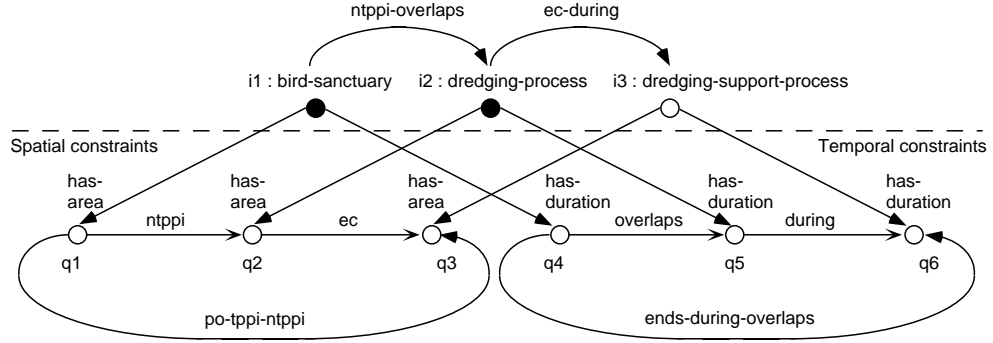 ntppi-overlaps ec-during
i1 : bird-sanctuary i2 : dredging-process i3 : dredging-support-process
Spatial constraints Temporal constraints
has-
area
has-
area
has-
area
has-
duration
has-
duration
has-
duration
ntppi ec overlaps during
q1 q2 q3 q4 q5 q6
po-tppi-ntppi ends-during-overlaps